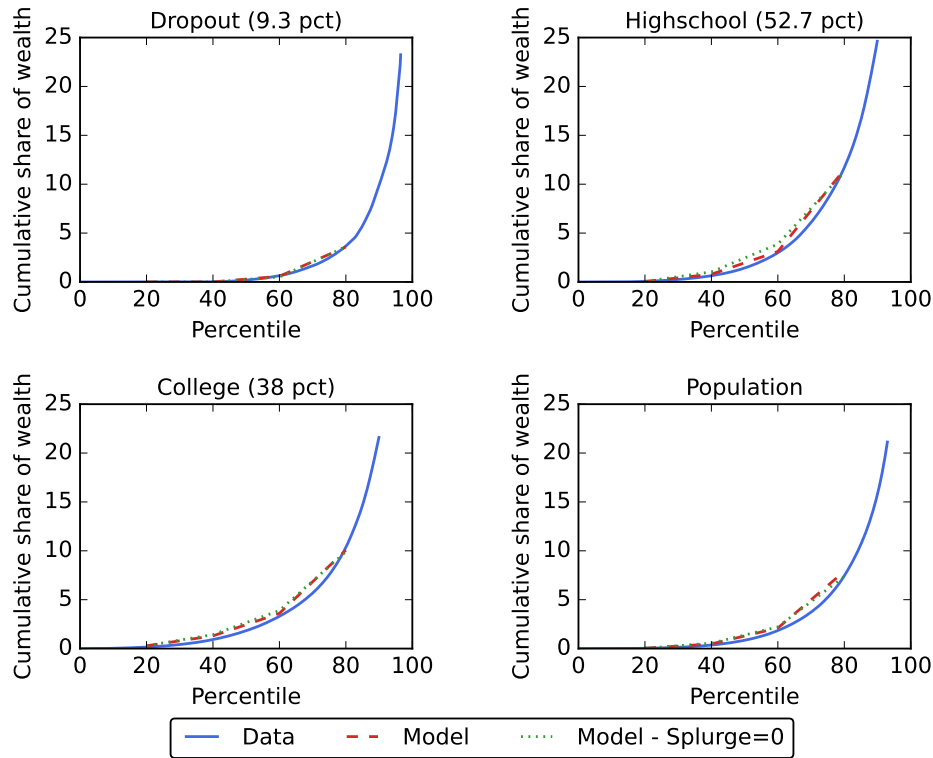 Dropout (9.3 pct)
Cumulative share of wealth
25
20
15
10
5
0
0 20 40 60 80 100
Percentile
Highschool (52.7 pct)
Cumulative share of wealth
25
20
15
10
5
0
0 20 40 60 80 100
Percentile
College (38 pct)
Cumulative share of wealth
25
20
15
10
5
0
0 20 40 60 80 100
Percentile
Population
Cumulative share of wealth
25
20
15
10
5
0
0 20 40 60 80 100
Percentile
Data Model Model - Splurge=0